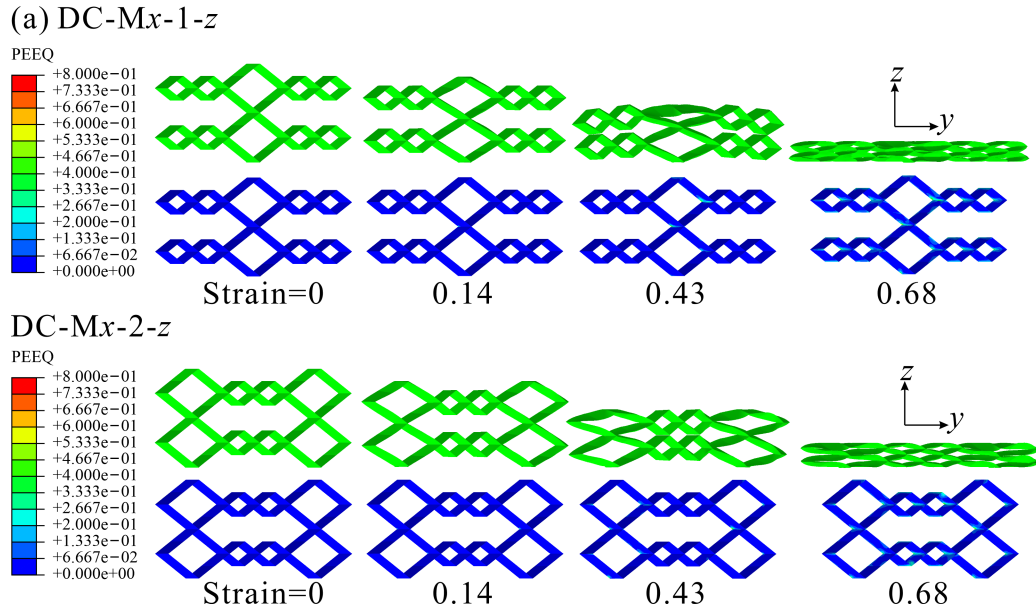 (a) DC-Mx-1-z
PEEQ
+8.000e−01
+7.333e−01
+6.667e−01
+6.000e−01
+5.333e−01
+4.667e−01
+4.000e−01
+3.333e−01
+2.667e−01
+2.000e−01
+1.333e−01
+6.667e−02
+0.000e+00
z
y
Strain=0 0.14 0.43 0.68
DC-Mx-2-z
PEEQ
+8.000e−01
+7.333e−01
+6.667e−01
+6.000e−01
+5.333e−01
+4.667e−01
+4.000e−01
+3.333e−01
+2.667e−01
+2.000e−01
+1.333e−01
+6.667e−02
+0.000e+00
z
y
Strain=0 0.14 0.43 0.68